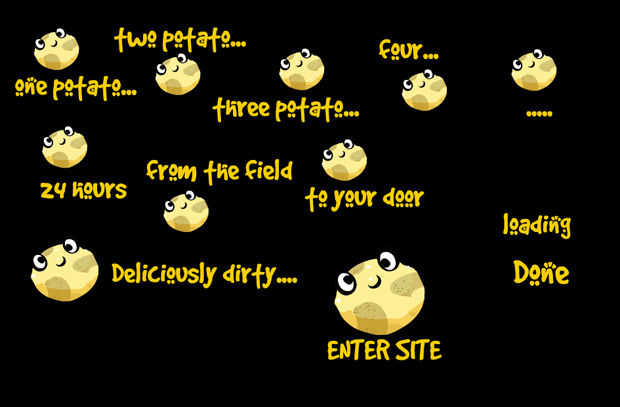 two potato...
one potato...
three potato...
four...
.....
24 hours
from the field
to your door
loading
Deliciously dirty....
Done
ENTER SITE